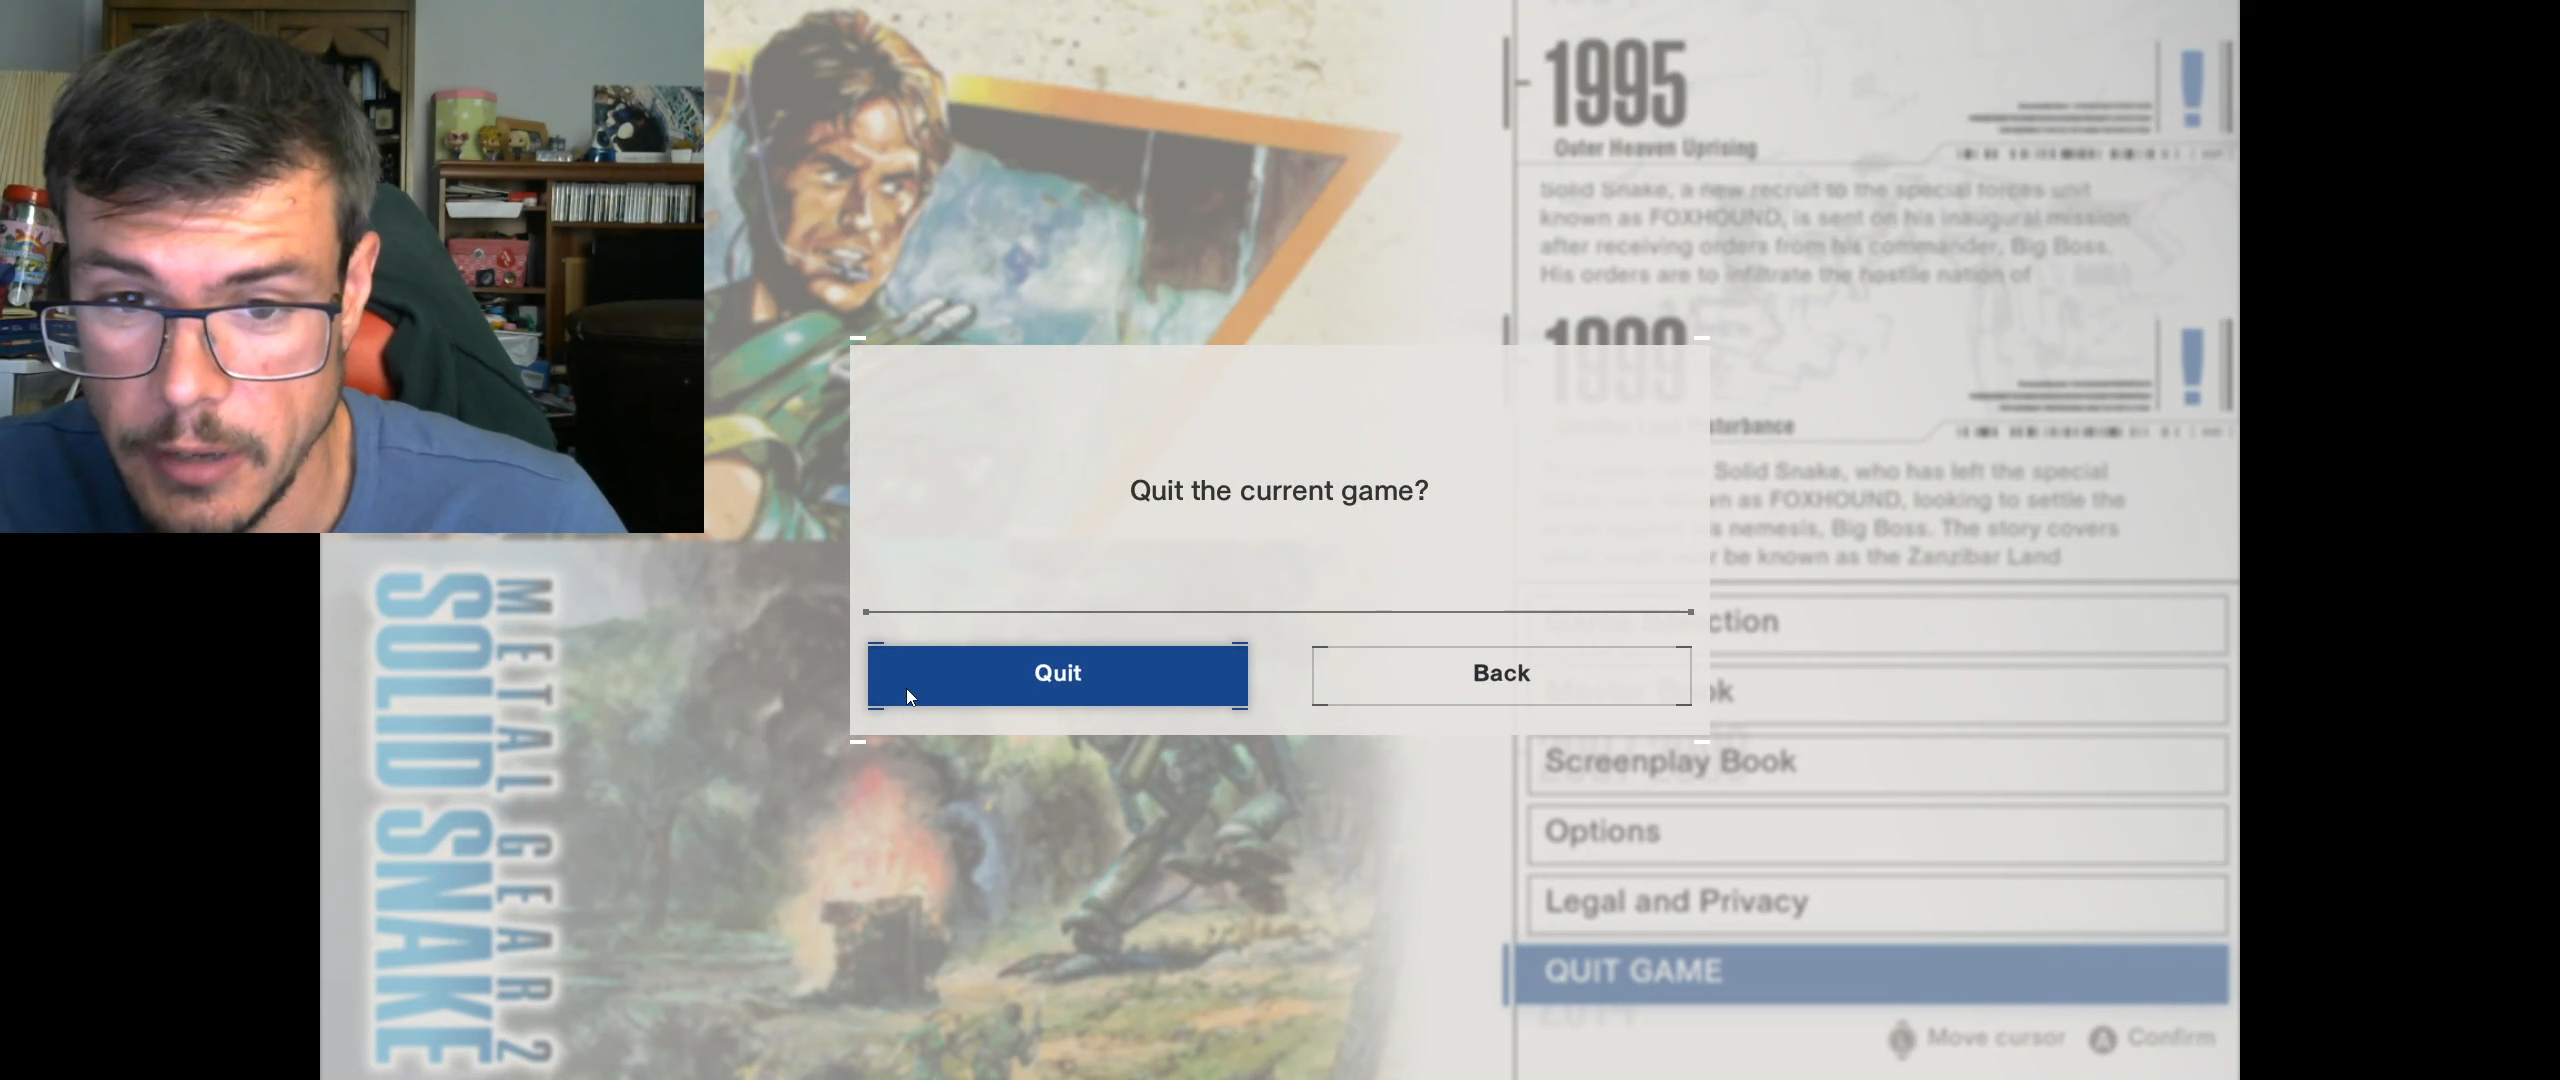 1995
Outer Heaven Uprising
Solid Snake, a new recruit to the special forces unit
known as FOXHOUND, is sent on his inaugural mission
after receiving orders from his commander, Big Boss.
His orders are to infiltrate the hostile nation of
1999
sturbance
Solid Snake, who has left the special
as FOXHOUND, looking to settle the
nemesis, Big Boss. The story covers
be known as the Zanzibar Land
Quit the current game?
Quit
Back
Screenplay Book
Options
Legal and Privacy
QUIT GAME
Move cursor
A Confirm
METAL GEAR 2
SOLID SNAKE